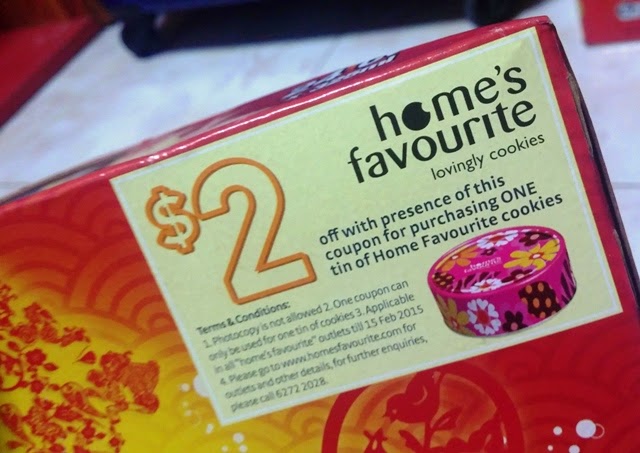 home's
favourite
lovingly cookies
$2
off with presence of this
coupon for purchasing ONE
tin of Home Favourite cookies
Terms & Conditions:
1. Photocopy is not allowed 2. One coupon can
only be used for one tin of cookies 3. Applicable
in all "home's favourite" outlets till 15 Feb 2015
4. Please go to www.homesfavourite.com for
outlets and other details, for further enquiries,
please call 6272 2028.